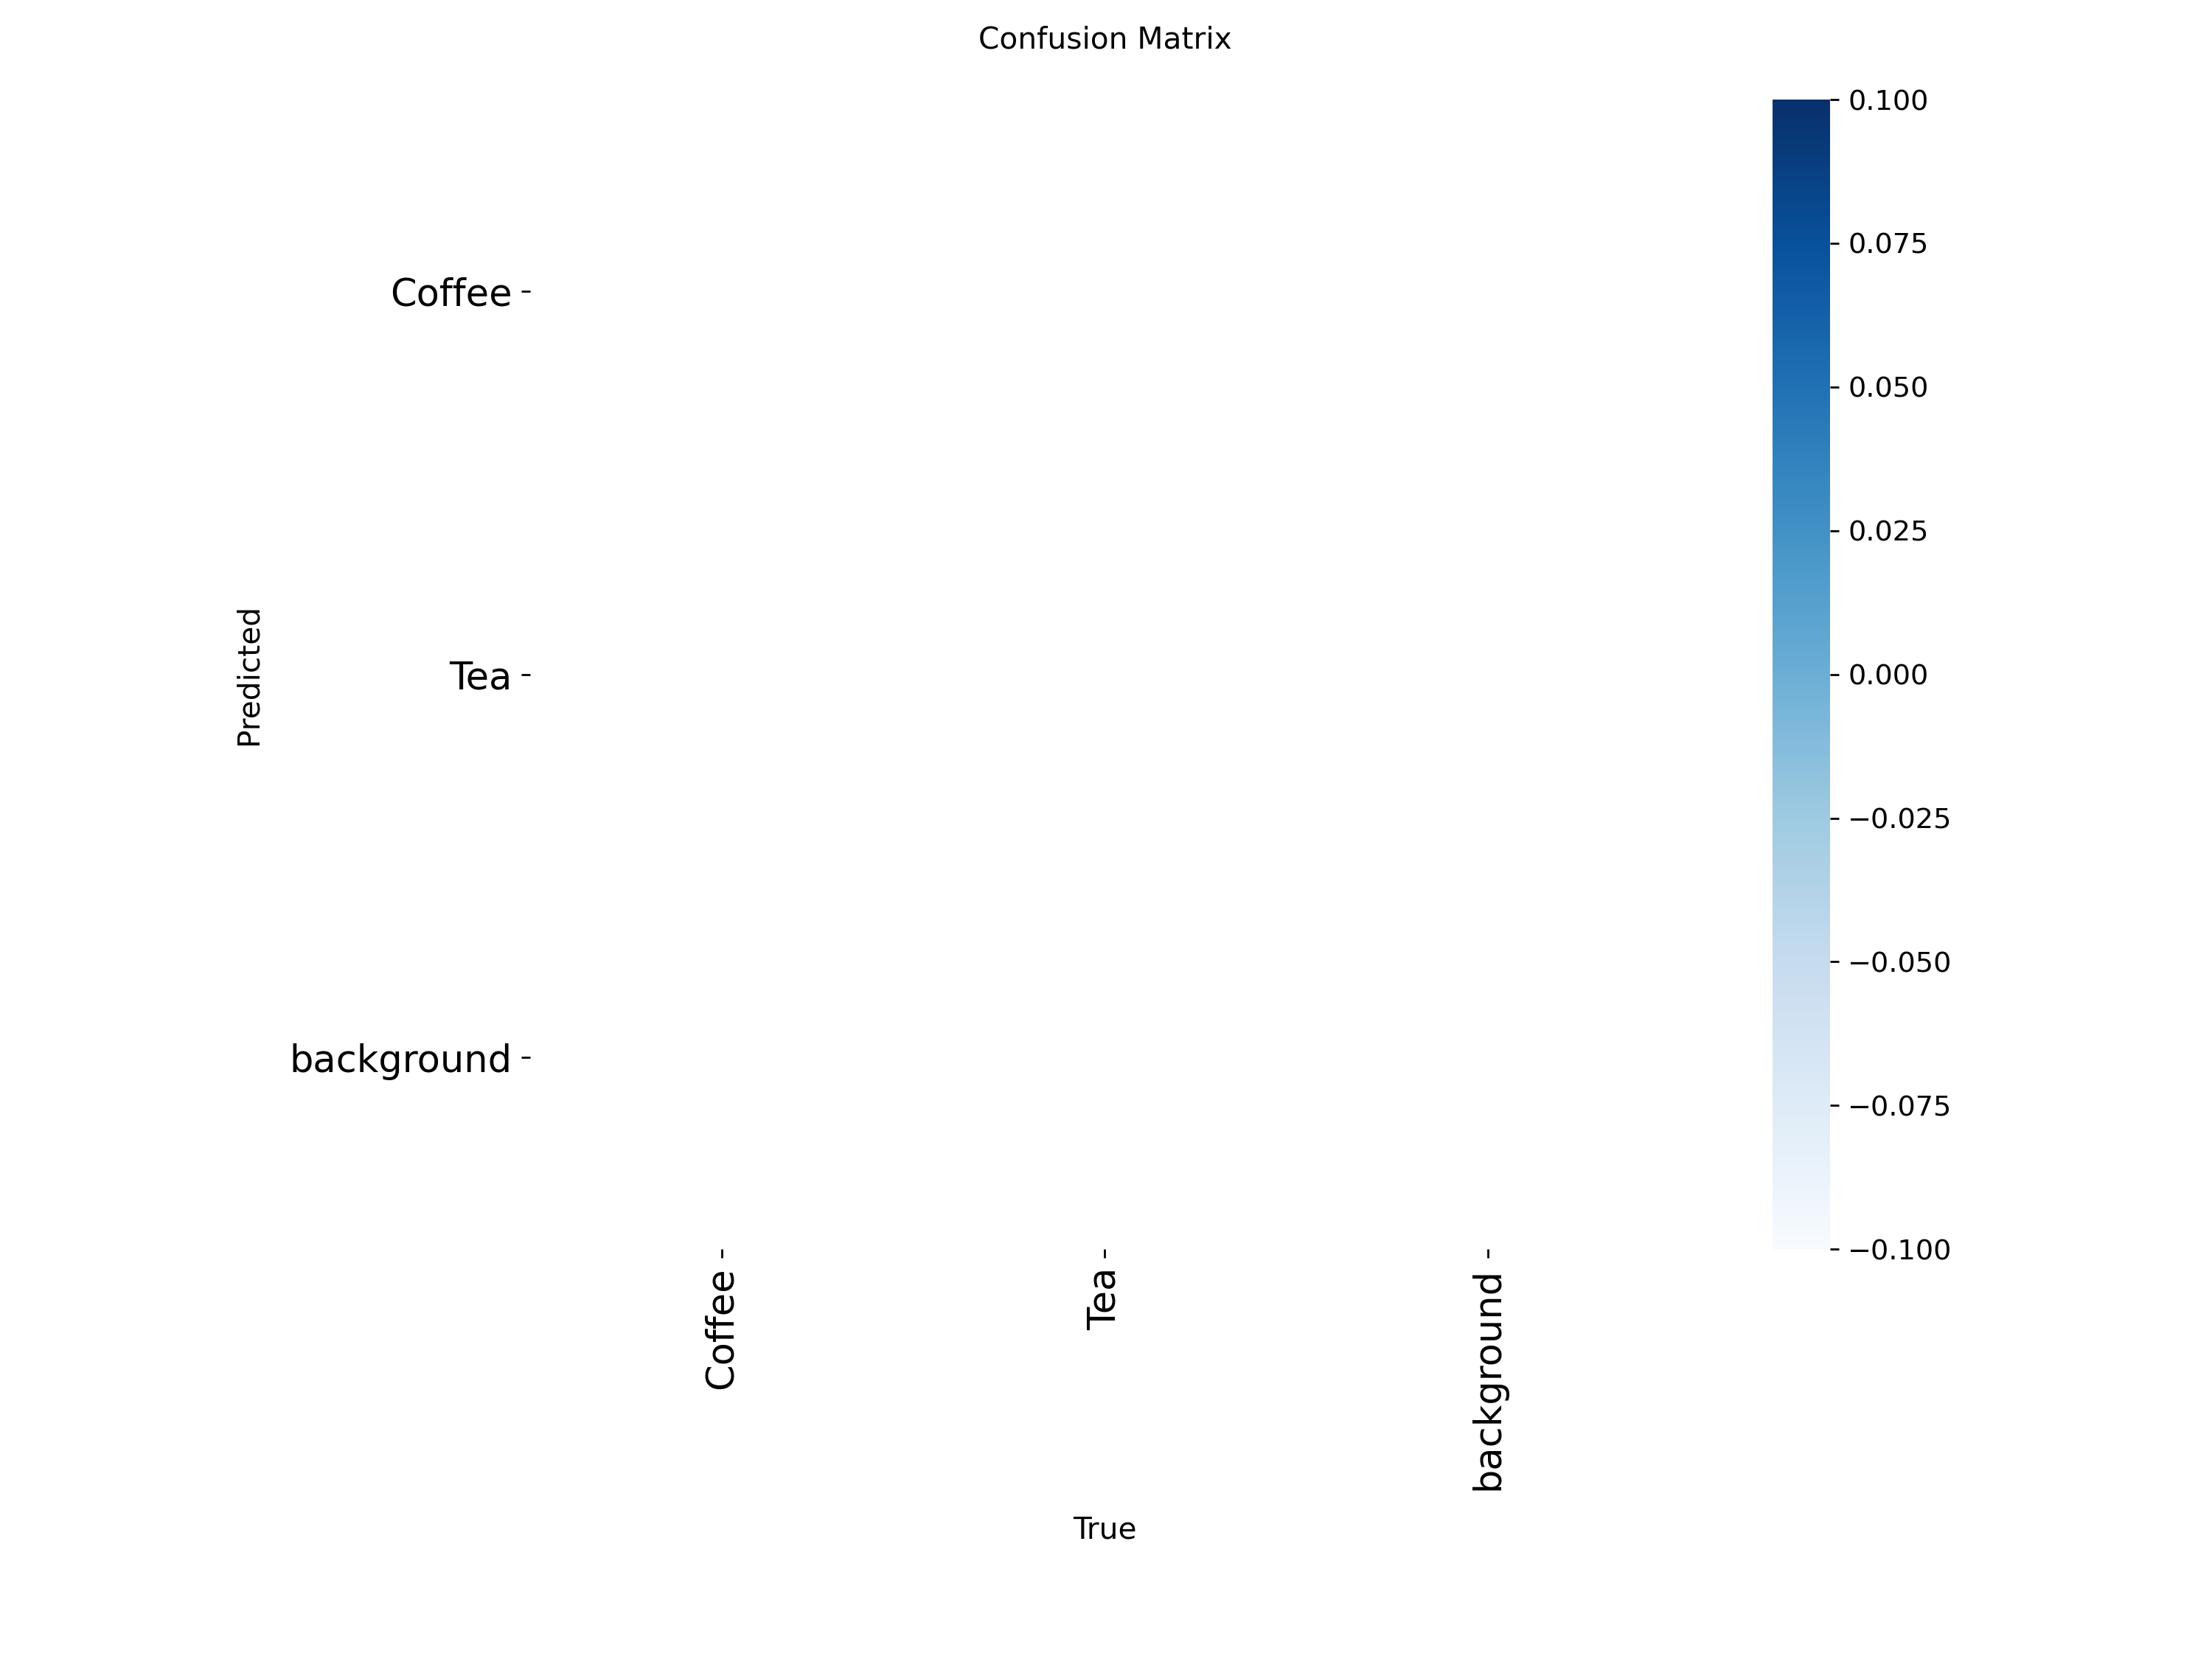 Confusion Matrix
Predicted
Coffee
Tea
background
Coffee
Tea
background
True
0.100
0.075
0.050
0.025
0.000
−0.025
−0.050
−0.075
−0.100